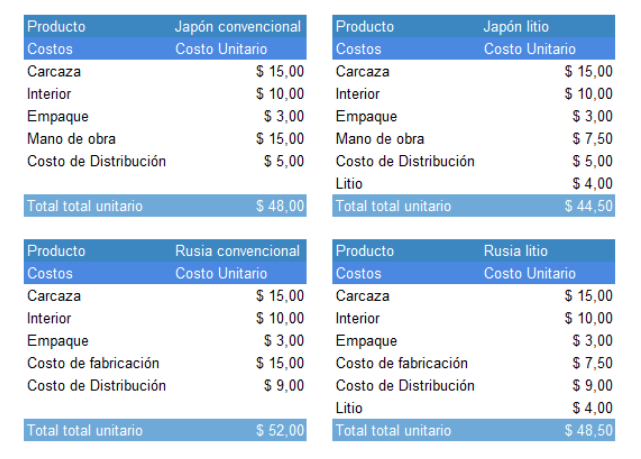 Producto Japón convencional
Costos Costo Unitario
Carcaza $ 15,00
Interior $ 10,00
Empaque $ 3,00
Mano de obra $ 15,00
Costo de Distribución $ 5,00
Total total unitario $ 48,00
Producto Japón litio
Costos Costo Unitario
Carcaza $ 15,00
Interior $ 10,00
Empaque $ 3,00
Mano de obra $ 7,50
Costo de Distribución $ 5,00
Litio $ 4,00
Total total unitario $ 44,50
Producto Rusia convencional
Costos Costo Unitario
Carcaza $ 15,00
Interior $ 10,00
Empaque $ 3,00
Costo de fabricación $ 15,00
Costo de Distribución $ 9,00
Total total unitario $ 52,00
Producto Rusia litio
Costos Costo Unitario
Carcaza $ 15,00
Interior $ 10,00
Empaque $ 3,00
Costo de fabricación $ 7,50
Costo de Distribución $ 9,00
Litio $ 4,00
Total total unitario $ 48,50